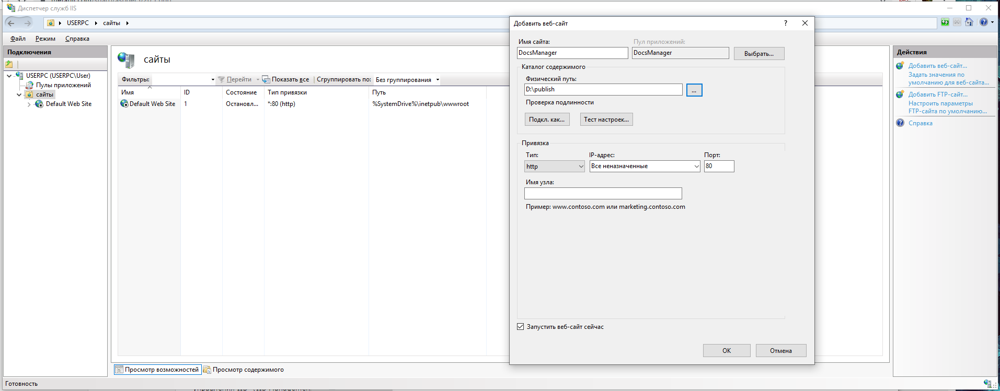 Диспетчер служб IIS
USERPC
сайты
Файл Режим Справка
Подключения
USERPC (USERPC\User)
Пулы приложений
сайты
Default Web Site
сайты
Фильтры: Перейти Показать все Сгруппировать по: Без группирования
Имя ID Состояние Тип привязки Путь
Default Web Site 1 Остановл... *:80 (http) %SystemDrive%\inetpub\wwwroot
Просмотр возможностей Просмотр содержимого
Добавить веб-сайт
Имя сайта: Пул приложений:
DocsManager DocsManager Выбрать...
Каталог содержимого
Физический путь:
D:\publish ...
Проверка подлинности
Подкл. как... Тест настроек...
Привязка
Тип: IP-адрес: Порт:
http Все неназначенные 80
Имя узла:
Пример: www.contoso.com или marketing.contoso.com
Запустить веб-сайт сейчас
ОК Отмена
Действия
Добавить веб-сайт...
Задать значения по
умолчанию для веб-сайта...
Добавить FTP-сайт...
Настроить параметры
FTP-сайта по умолчанию...
Справка
Готовность